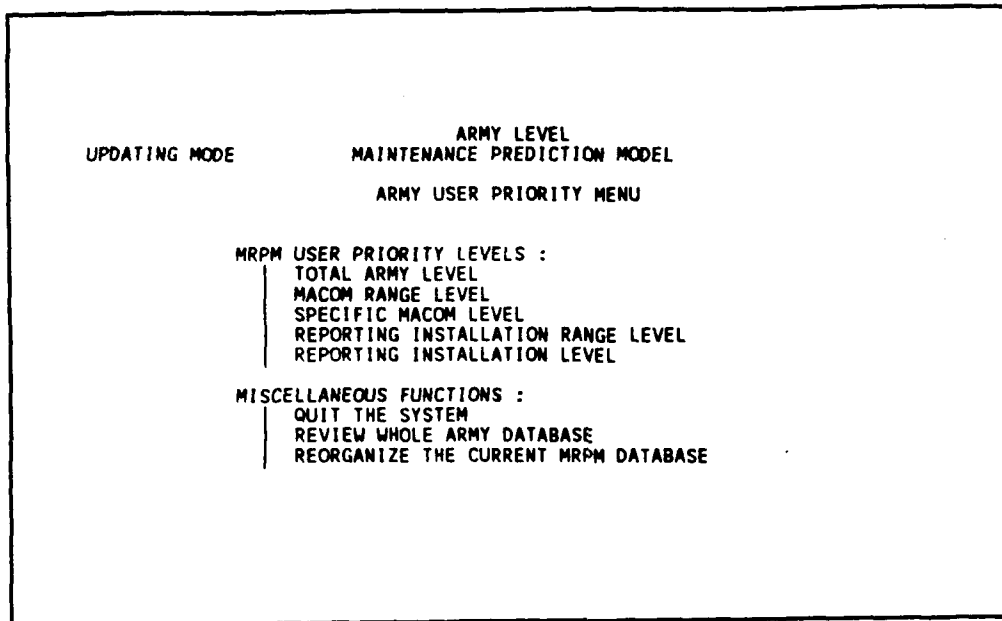 ARMY LEVEL
UPDATING MODE MAINTENANCE PREDICTION MODEL
ARMY USER PRIORITY MENU
MRPM USER PRIORITY LEVELS :
TOTAL ARMY LEVEL
MACOM RANGE LEVEL
SPECIFIC MACOM LEVEL
REPORTING INSTALLATION RANGE LEVEL
REPORTING INSTALLATION LEVEL
MISCELLANEOUS FUNCTIONS :
QUIT THE SYSTEM
REVIEW WHOLE ARMY DATABASE
REORGANIZE THE CURRENT MRPM DATABASE